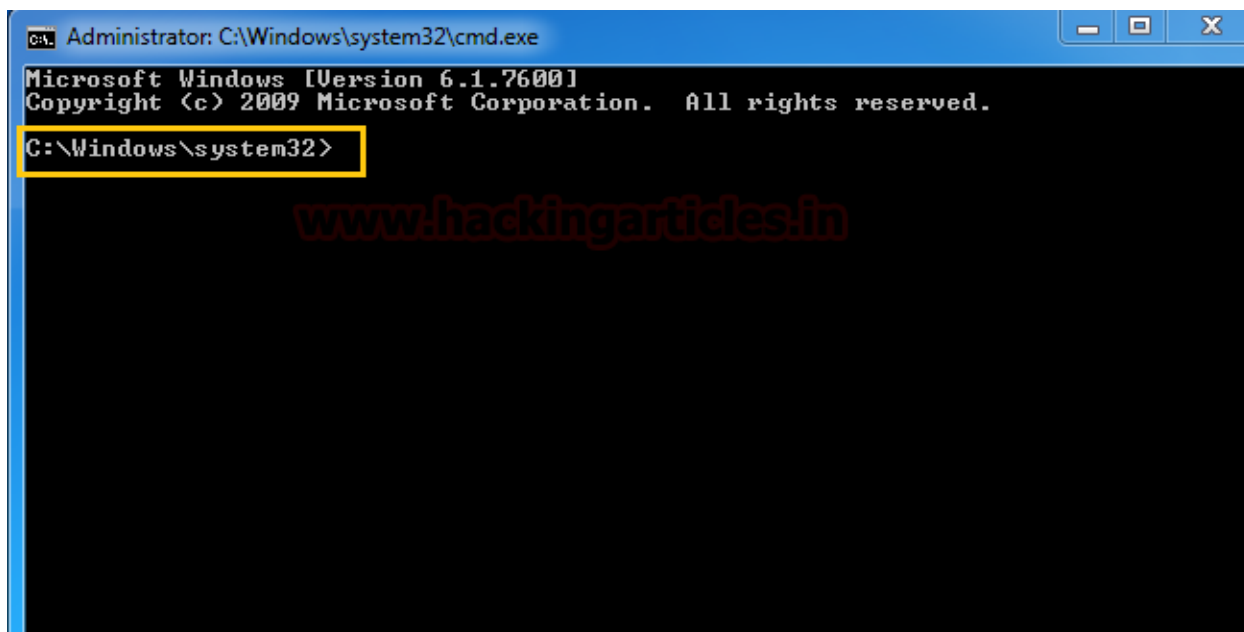 Administrator: C:\Windows\system32\cmd.exe
Microsoft Windows [Version 6.1.7600]
Copyright (c) 2009 Microsoft Corporation.  All rights reserved.
C:\Windows\system32>
www.hackingarticles.in